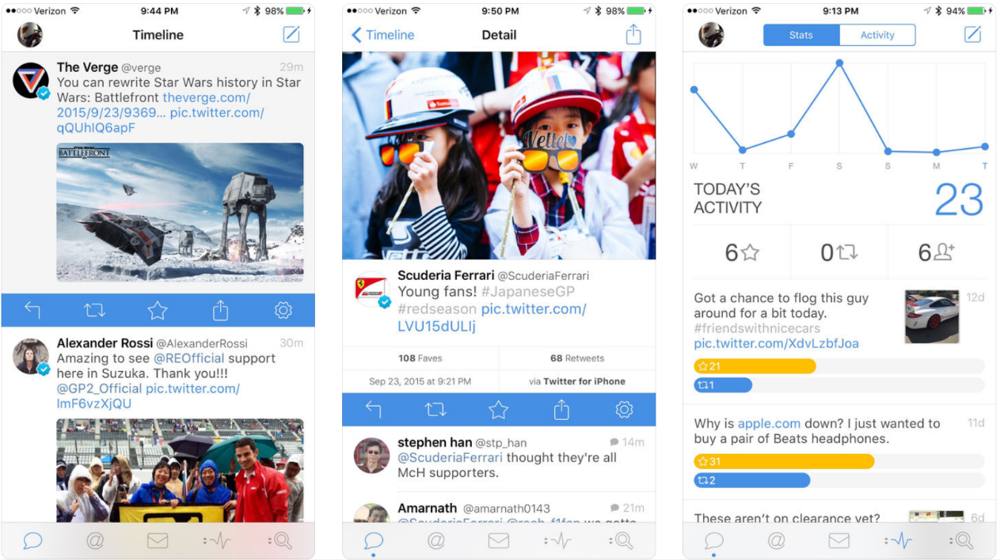 Verizon 9:44 PM 98%
Timeline
The Verge @verge 29m
You can rewrite Star Wars history in Star
Wars: Battlefront theverge.com/
2015/9/23/9369... pic.twitter.com/
qQUhIQ6apF
STAR WARS
BATTLEFRONT
Alexander Rossi @AlexanderRossi 30m
Amazing to see @REOfficial support
here in Suzuka. Thank you!!!
@GP2_Official pic.twitter.com/
ImF6vzXjQU
@
Verizon 9:50 PM 98%
Timeline Detail
Santander
Vettel
Scuderia Ferrari @ScuderiaFerrari
Young fans! #JapaneseGP
#redseason pic.twitter.com/
LVU15dULIj
108 Faves 68 Retweets
Sep 23, 2015 at 9:21 PM via Twitter for iPhone
stephen han @stp_han 14m
@ScuderiaFerrari thought they're all
McH supporters.
Amarnath @amarnath0143 21m
@
Verizon 9:13 PM 94%
Stats Activity
W T F S S M T
TODAY'S
ACTIVITY
23
6 0 6
Got a chance to flog this guy 12d
around for a bit today.
#friendswithnicecars
pic.twitter.com/XdvLzbfJoa
21
1
Why is apple.com down? I just wanted to 11d
buy a pair of Beats headphones.
31
2
These aren't on clearance yet? 6d
@